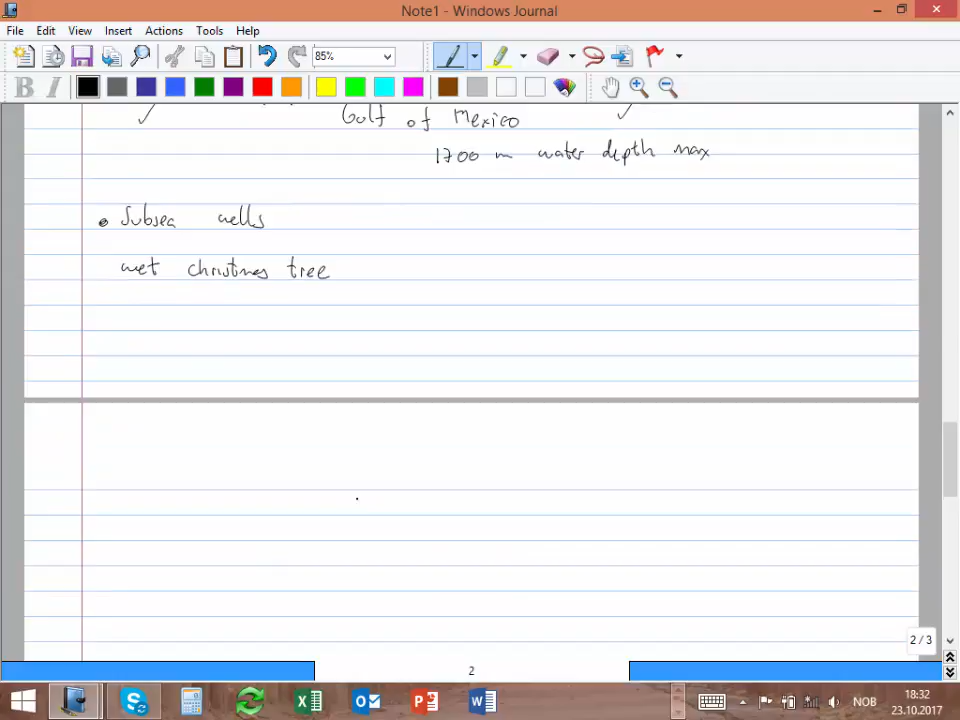 Note1 - Windows Journal
File Edit View Insert Actions Tools Help
85%
B I
Gulf of Mexico
1700 m water depth max
Subsea wells
wet christmas tree
2 / 3
2
NOB
18:32
23.10.2017